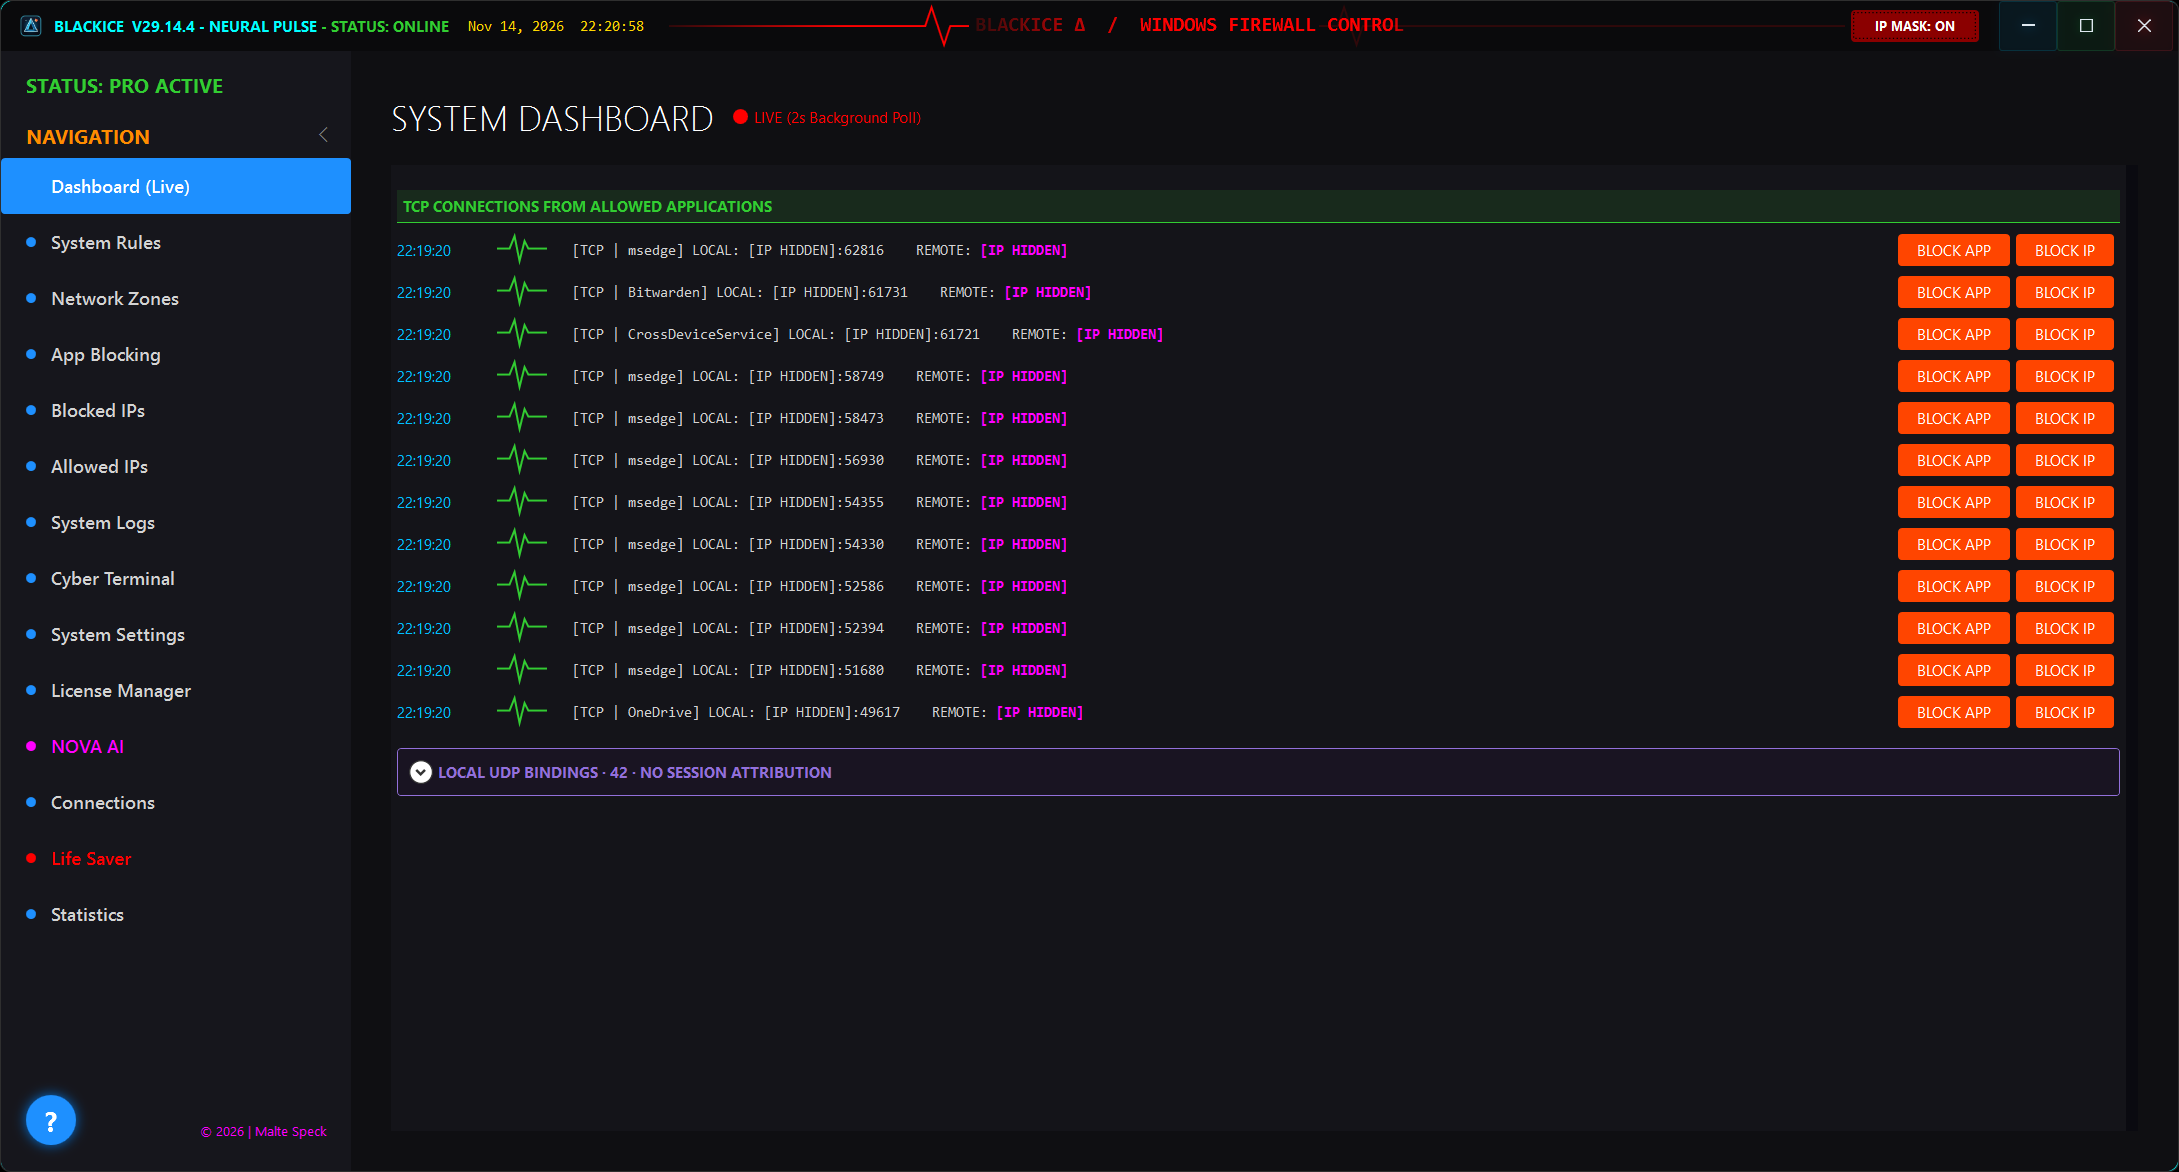 BLACKICE V29.14.4 - NEURAL PULSE - STATUS: ONLINE Nov 14, 2026 22:20:58 BLACKICE Δ / WINDOWS FIREWALL CONTROL IP MASK: ON
STATUS: PRO ACTIVE
NAVIGATION
Dashboard (Live)
System Rules
Network Zones
App Blocking
Blocked IPs
Allowed IPs
System Logs
Cyber Terminal
System Settings
License Manager
NOVA AI
Connections
Life Saver
Statistics
?
© 2026 | Malte Speck
SYSTEM DASHBOARD LIVE (2s Background Poll)
TCP CONNECTIONS FROM ALLOWED APPLICATIONS
22:19:20 [TCP | msedge] LOCAL: [IP HIDDEN]:62816 REMOTE: [IP HIDDEN] BLOCK APP BLOCK IP
22:19:20 [TCP | Bitwarden] LOCAL: [IP HIDDEN]:61731 REMOTE: [IP HIDDEN] BLOCK APP BLOCK IP
22:19:20 [TCP | CrossDeviceService] LOCAL: [IP HIDDEN]:61721 REMOTE: [IP HIDDEN] BLOCK APP BLOCK IP
22:19:20 [TCP | msedge] LOCAL: [IP HIDDEN]:58749 REMOTE: [IP HIDDEN] BLOCK APP BLOCK IP
22:19:20 [TCP | msedge] LOCAL: [IP HIDDEN]:58473 REMOTE: [IP HIDDEN] BLOCK APP BLOCK IP
22:19:20 [TCP | msedge] LOCAL: [IP HIDDEN]:56930 REMOTE: [IP HIDDEN] BLOCK APP BLOCK IP
22:19:20 [TCP | msedge] LOCAL: [IP HIDDEN]:54355 REMOTE: [IP HIDDEN] BLOCK APP BLOCK IP
22:19:20 [TCP | msedge] LOCAL: [IP HIDDEN]:54330 REMOTE: [IP HIDDEN] BLOCK APP BLOCK IP
22:19:20 [TCP | msedge] LOCAL: [IP HIDDEN]:52586 REMOTE: [IP HIDDEN] BLOCK APP BLOCK IP
22:19:20 [TCP | msedge] LOCAL: [IP HIDDEN]:52394 REMOTE: [IP HIDDEN] BLOCK APP BLOCK IP
22:19:20 [TCP | msedge] LOCAL: [IP HIDDEN]:51680 REMOTE: [IP HIDDEN] BLOCK APP BLOCK IP
22:19:20 [TCP | OneDrive] LOCAL: [IP HIDDEN]:49617 REMOTE: [IP HIDDEN] BLOCK APP BLOCK IP
LOCAL UDP BINDINGS · 42 · NO SESSION ATTRIBUTION